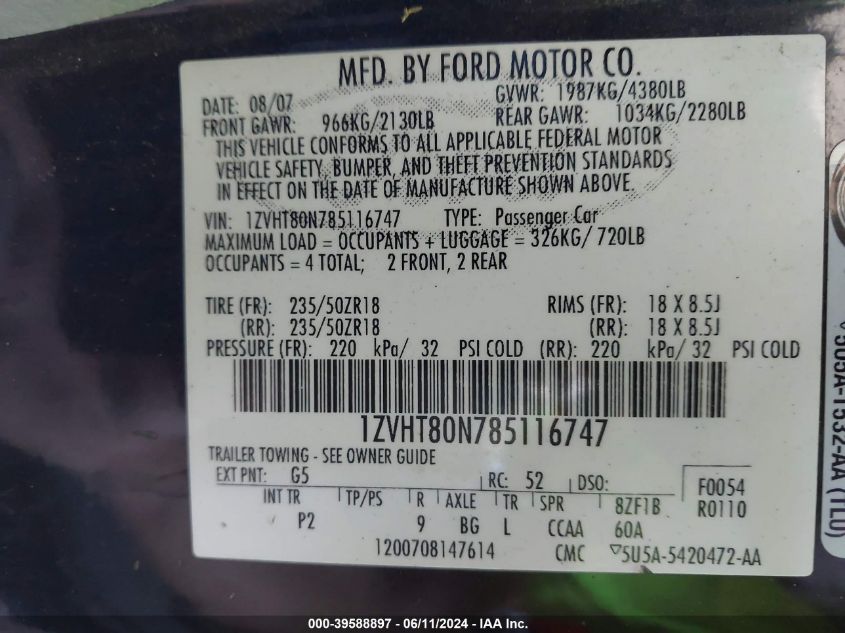 MFD. BY FORD MOTOR CO.
DATE: 08/07 GVWR: 1987KG/4380LB
FRONT GAWR: 966KG/2130LB REAR GAWR: 1034KG/2280LB
THIS VEHICLE CONFORMS TO ALL APPLICABLE FEDERAL MOTOR
VEHICLE SAFETY, BUMPER, AND THEFT PREVENTION STANDARDS
IN EFFECT ON THE DATE OF MANUFACTURE SHOWN ABOVE.
VIN: 1ZVHT80N785116747 TYPE: Passenger Car
MAXIMUM LOAD = OCCUPANTS + LUGGAGE = 326KG/ 720LB
OCCUPANTS = 4 TOTAL; 2 FRONT, 2 REAR
TIRE (FR): 235/50ZR18 RIMS (FR): 18 X 8.5J
(RR): 235/50ZR18 (RR): 18 X 8.5J
PRESSURE (FR): 220 kPa/ 32 PSI COLD (RR): 220 kPa/ 32 PSI COLD
1ZVHT80N785116747
TRAILER TOWING - SEE OWNER GUIDE
EXT PNT: G5 RC: 52 DSO: F0054
INT TR TP/PS R AXLE TR SPR 8ZF1B R0110
P2 9 BG L CCAA 60A
1200708147614 CMC ▽5U5A-5420472-AA
000-39588897 - 06/11/2024 - IAA Inc.